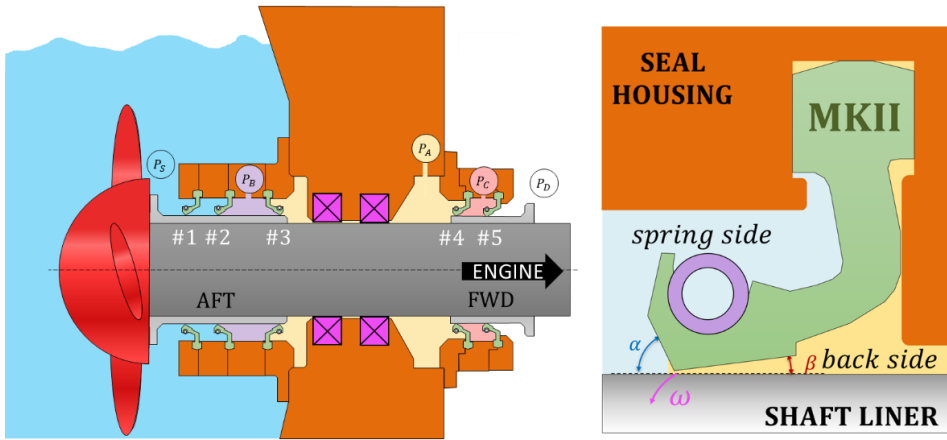 P_S
P_B
P_A
P_C
P_D
#1 #2 #3 #4 #5
ENGINE
AFT
FWD
SEAL
HOUSING
MKII
spring side
α
β back side
ω
SHAFT LINER